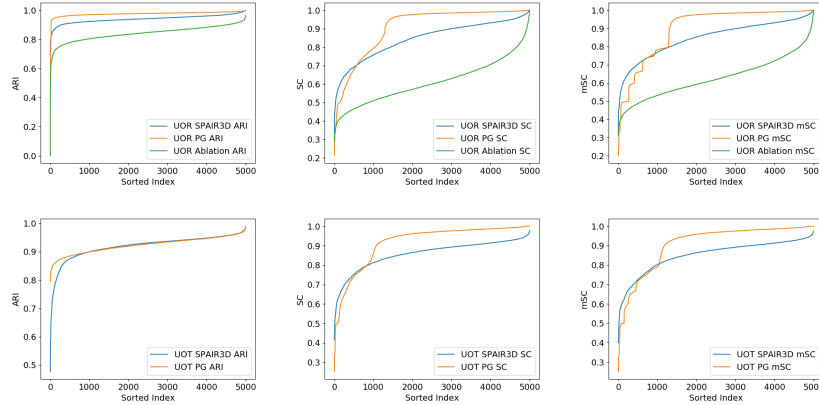 1.0
0.8
0.6
0.4
0.2
0.0
ARI
0 1000 2000 3000 4000 5000
Sorted Index
UOR SPAIR3D ARI
UOR PG ARI
UOR Ablation ARI
1.0
0.9
0.8
0.7
0.6
0.5
0.4
0.3
0.2
SC
0 1000 2000 3000 4000 5000
Sorted Index
UOR SPAIR3D SC
UOR PG SC
UOR Ablation SC
1.0
0.9
0.8
0.7
0.6
0.5
0.4
0.3
0.2
mSC
0 1000 2000 3000 4000 5000
Sorted Index
UOR SPAIR3D mSC
UOR PG mSC
UOR Ablation mSC
1.0
0.9
0.8
0.7
0.6
0.5
ARI
0 1000 2000 3000 4000 5000
Sorted Index
UOT SPAIR3D ARI
UOT PG ARI
1.0
0.9
0.8
0.7
0.6
0.5
0.4
0.3
SC
0 1000 2000 3000 4000 5000
Sorted Index
UOT SPAIR3D SC
UOT PG SC
1.0
0.9
0.8
0.7
0.6
0.5
0.4
0.3
mSC
0 1000 2000 3000 4000 5000
Sorted Index
UOT SPAIR3D mSC
UOT PG mSC